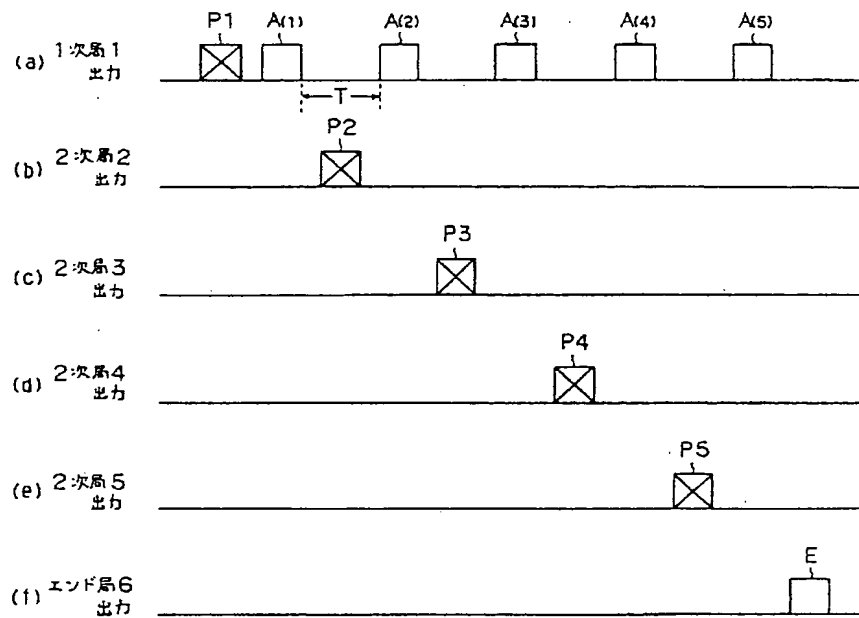 P1 A(1) A(2) A(3) A(4) A(5)
(a) 1次局1
出力
T
P2
(b) 2次局2
出力
P3
(c) 2次局3
出力
P4
(d) 2次局4
出力
P5
(e) 2次局5
出力
E
(f) エンド局6
出力